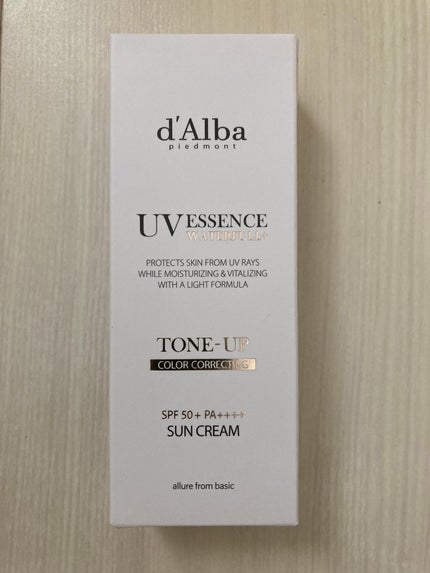 d'Alba
piedmont
UV ESSENCE
WATERFULL+
PROTECTS SKIN FROM UV RAYS
WHILE MOISTURIZING & VITALIZING
WITH A LIGHT FORMULA
TONE-UP
COLOR CORRECTING
SPF 50+ PA++++
SUN CREAM
allure from basic